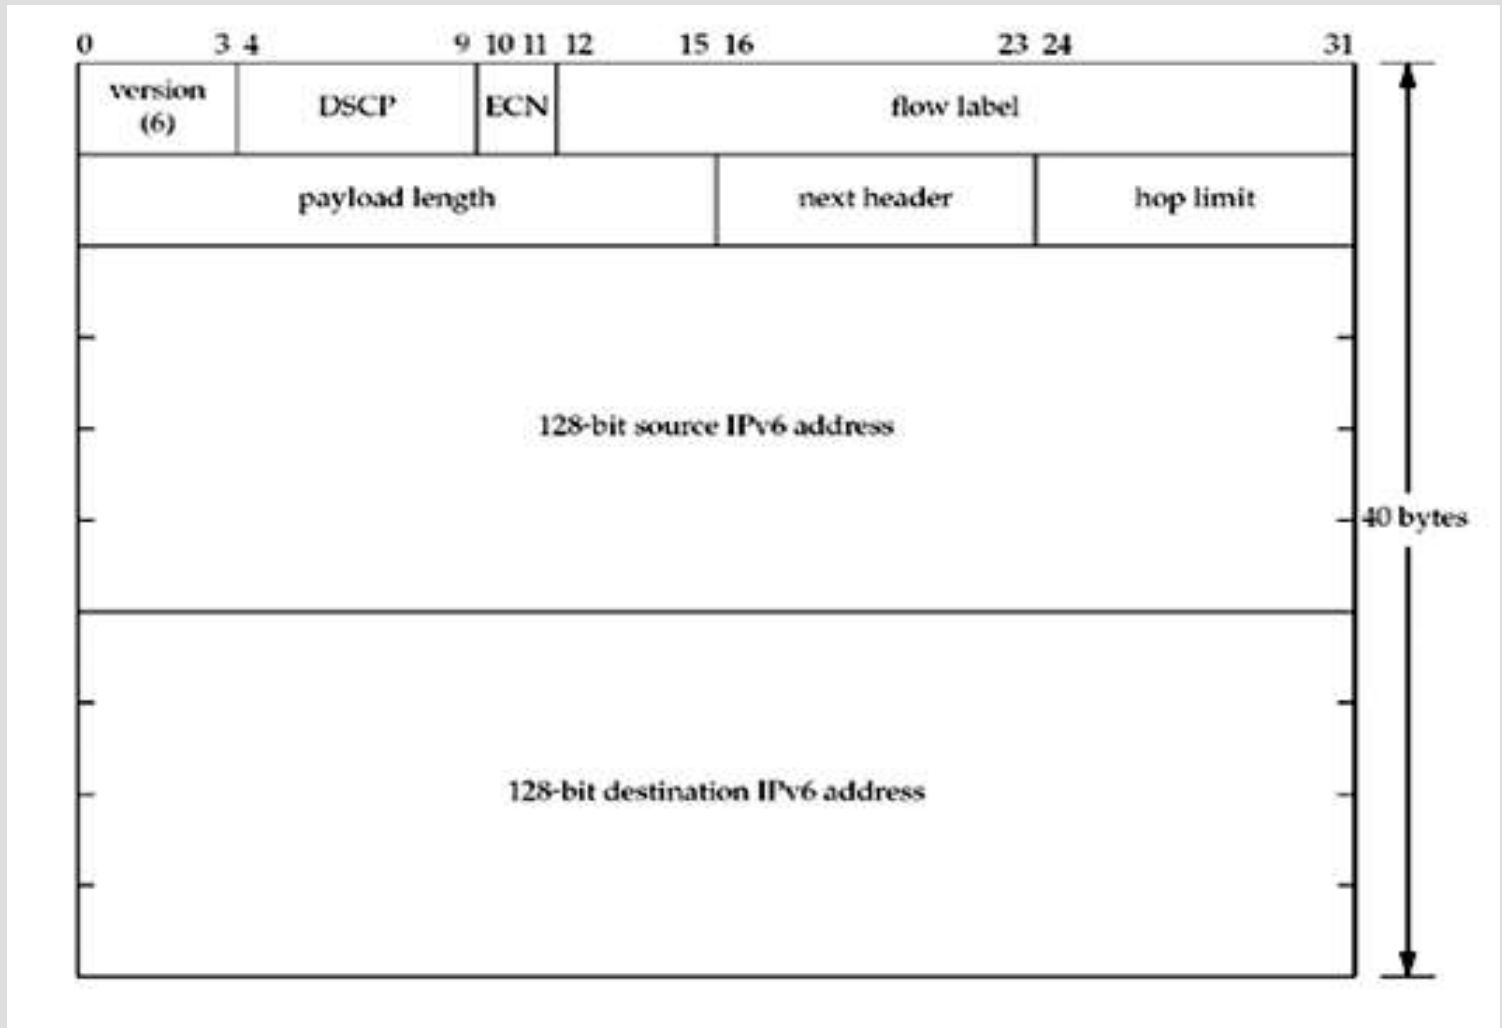 0 3 4 9 10 11 12 15 16 23 24 31
version
(6)
DSCP
ECN
flow label
payload length
next header
hop limit
128-bit source IPv6 address
40 bytes
128-bit destination IPv6 address